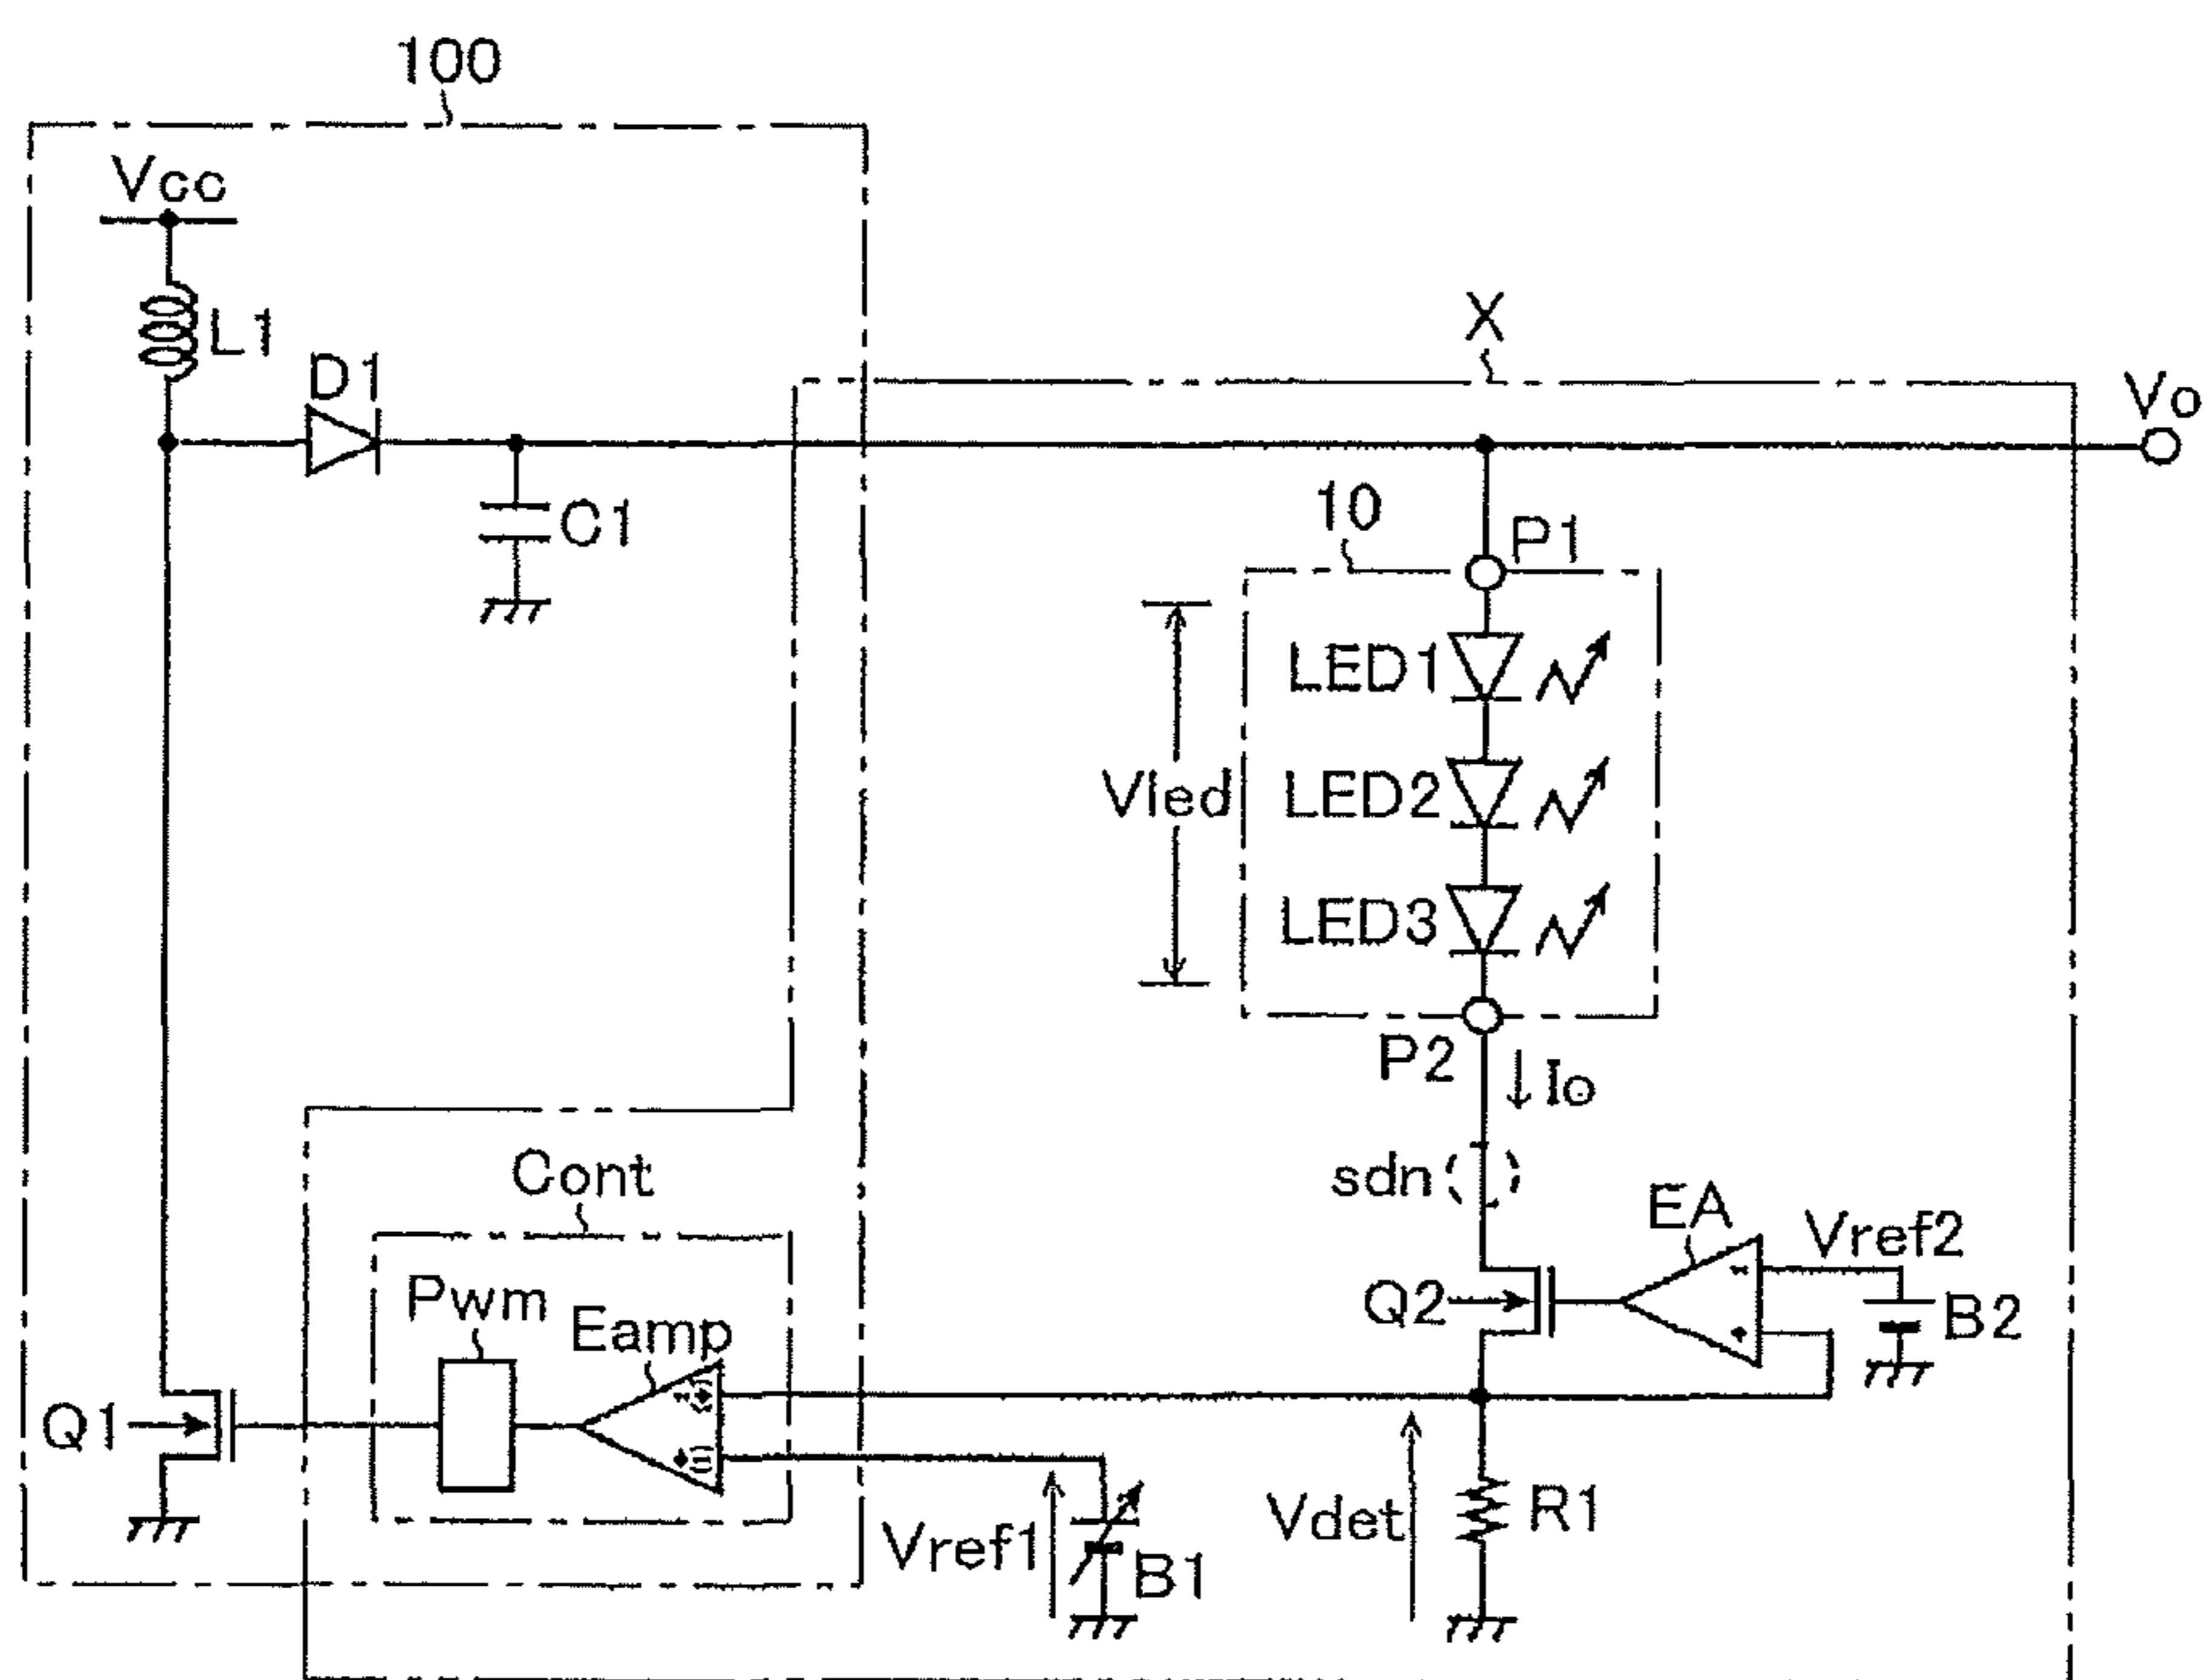 100
Vcc
L1
D1
X
Vo
C1
10
P1
LED1
Vled
LED2
LED3
P2
Io
Cont
sdn
EA
Vref2
Pwm
Eamp
Q2
B2
Q1
Vref1
B1
Vdet
R1